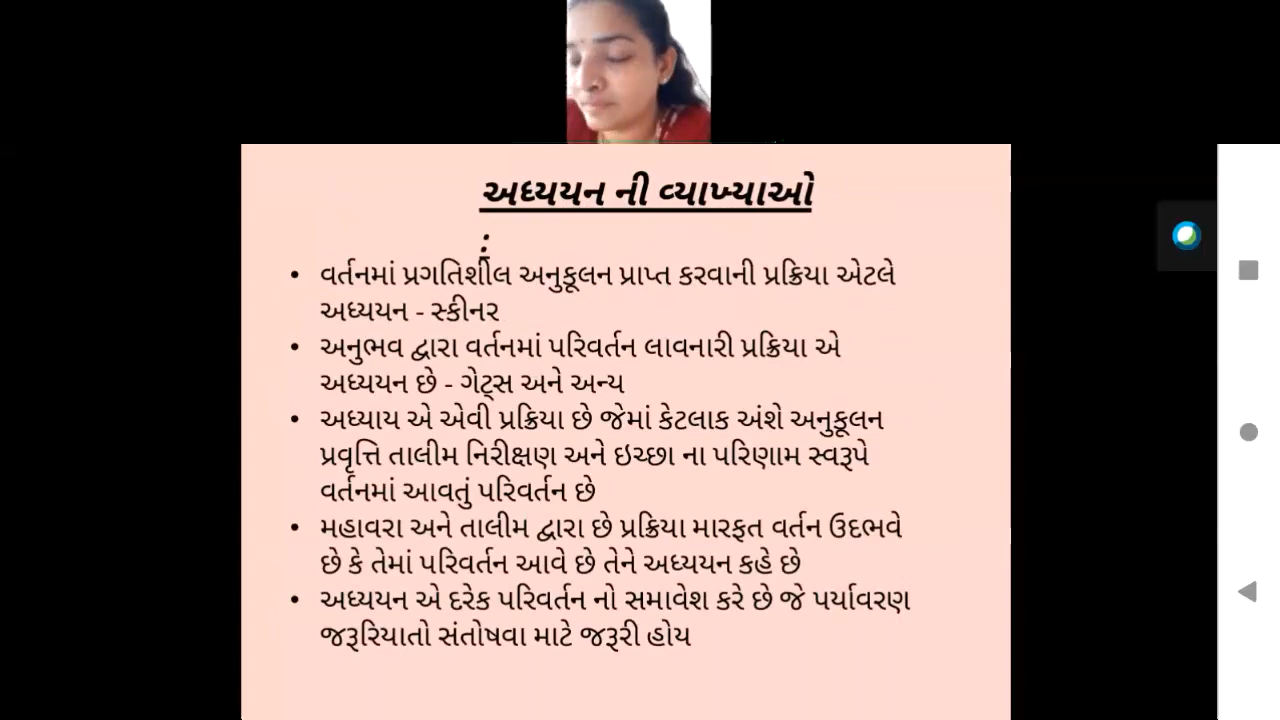 અધ્યયન ની વ્યાખ્યાઓ
:
• વર્તનમાં પ્રગતિશીલ અનુકૂલન પ્રાપ્ત કરવાની પ્રક્રિયા એટલે
અધ્યયન - સ્કીનર
• અનુભવ દ્વારા વર્તનમાં પરિવર્તન લાવનારી પ્રક્રિયા એ
અધ્યયન છે - ગેટ્સ અને અન્ય
• અધ્યાય એ એવી પ્રક્રિયા છે જેમાં કેટલાક અંશે અનુકૂલન
પ્રવૃત્તિ તાલીમ નિરીક્ષણ અને ઇચ્છા ના પરિણામ સ્વરૂપે
વર્તનમાં આવતું પરિવર્તન છે
• મહાવરા અને તાલીમ દ્વારા છે પ્રક્રિયા મારફત વર્તન ઉદભવે
છે કે તેમાં પરિવર્તન આવે છે તેને અધ્યયન કહે છે
• અધ્યયન એ દરેક પરિવર્તન નો સમાવેશ કરે છે જે પર્યાવરણ
જરૂરિયાતો સંતોષવા માટે જરૂરી હોય